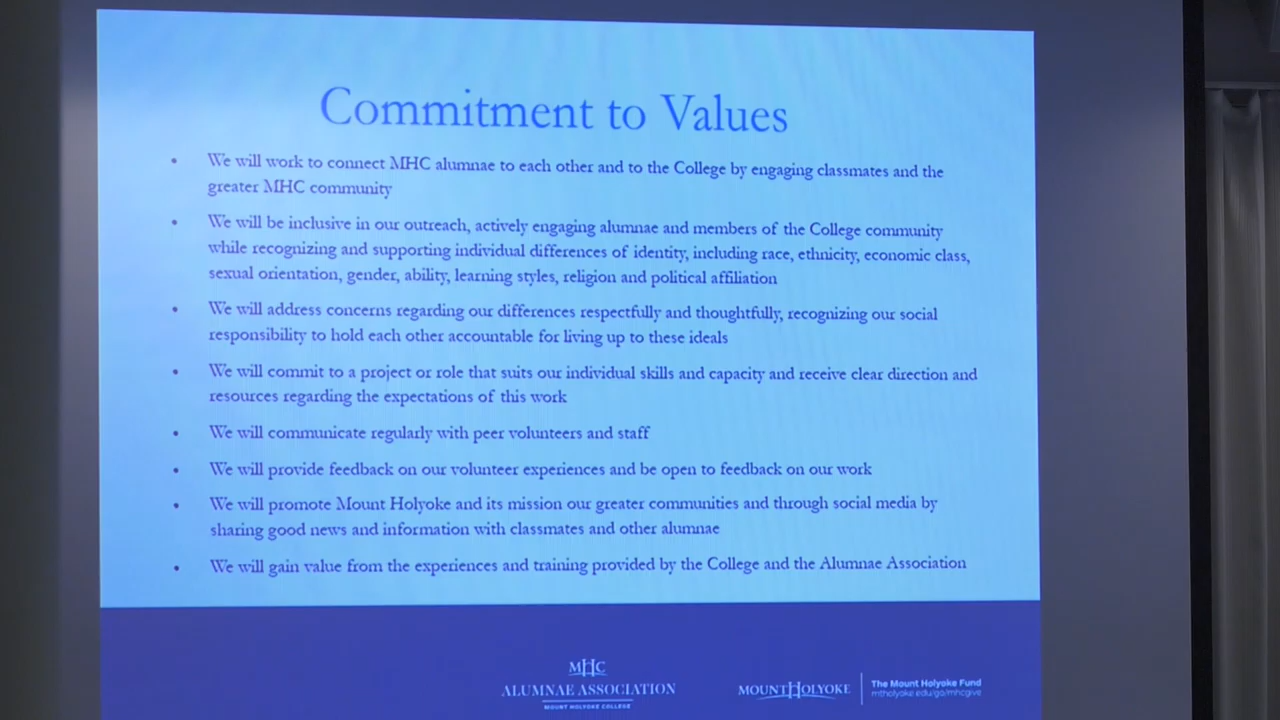 Commitment to Values
• We will work to connect MHC alumnae to each other and to the College by engaging classmates and the
greater MHC community
• We will be inclusive in our outreach, actively engaging alumnae and members of the College community
while recognizing and supporting individual differences of identity, including race, ethnicity, economic class,
sexual orientation, gender, ability, learning styles, religion and political affiliation
• We will address concerns regarding our differences respectfully and thoughtfully, recognizing our social
responsibility to hold each other accountable for living up to these ideals
• We will commit to a project or role that suits our individual skills and capacity and receive clear direction and
resources regarding the expectations of this work
• We will communicate regularly with peer volunteers and staff
• We will provide feedback on our volunteer experiences and be open to feedback on our work
• We will promote Mount Holyoke and its mission our greater communities and through social media by
sharing good news and information with classmates and other alumnae
• We will gain value from the experiences and training provided by the College and the Alumnae Association
MHC
ALUMNAE ASSOCIATION
MOUNT HOLYOKE COLLEGE
MOUNT HOLYOKE
The Mount Holyoke Fund
mtholyoke.edu/go/mhcgive